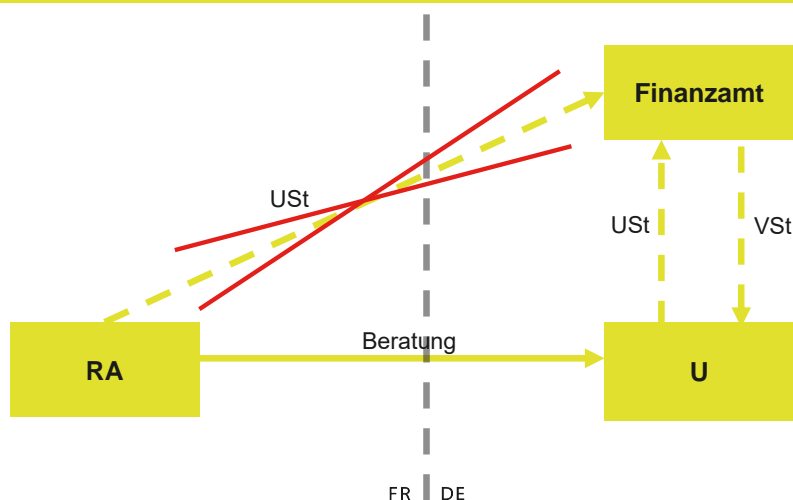 Finanzamt
USt
USt
VSt
Beratung
RA
U
FR
DE